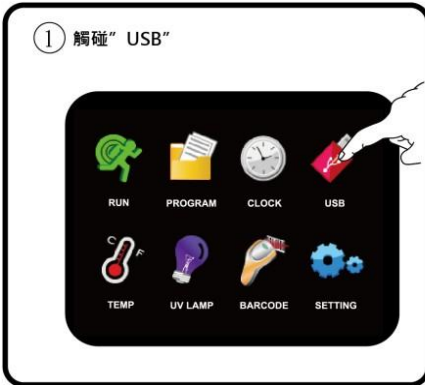 ① 觸碰” USB”
RUN PROGRAM CLOCK USB
C F
TEMP UV LAMP BARCODE SETTING